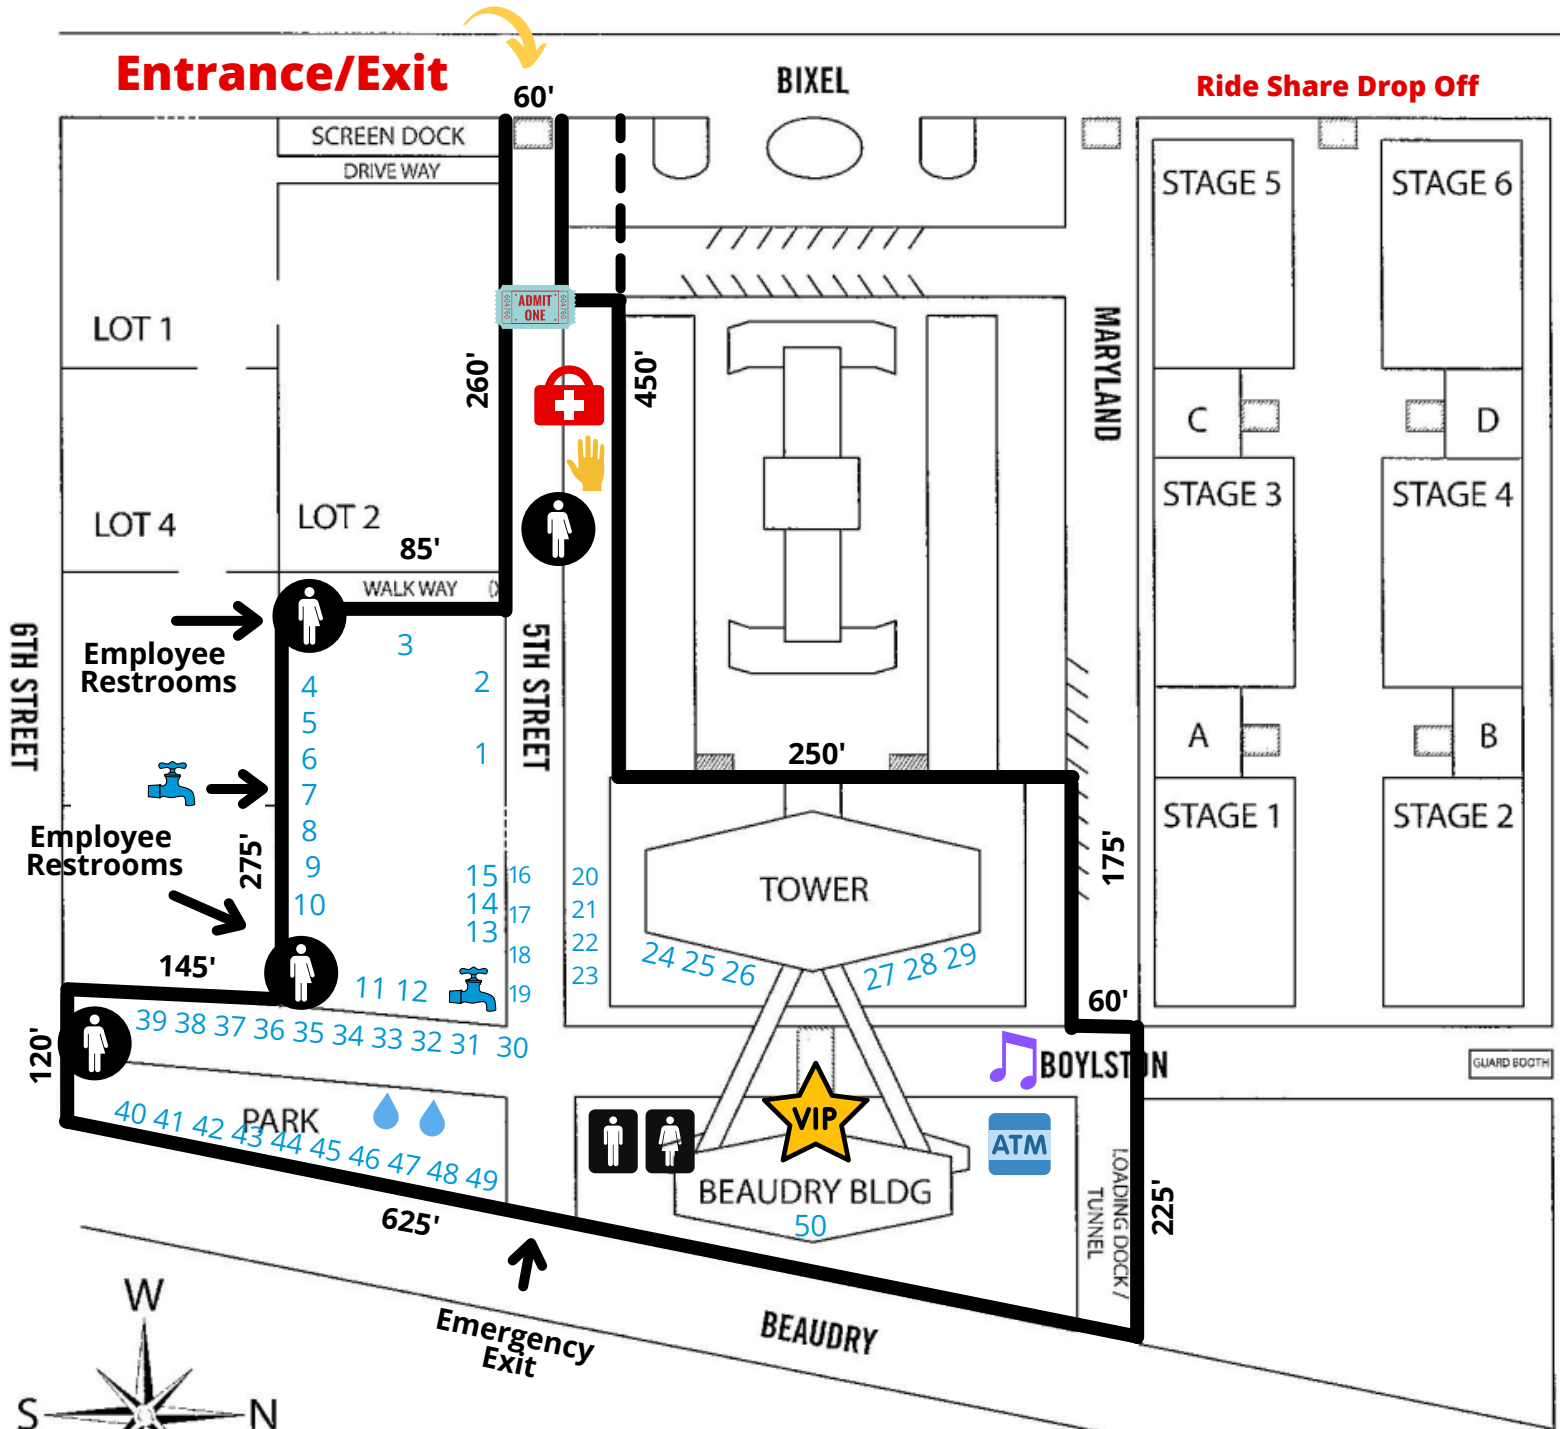 Entrance/Exit
60'
BIXEL
Ride Share Drop Off
SCREEN DOCK
DRIVE WAY
STAGE 5
STAGE 6
ADMIT
ONE
LOT 1
260'
450'
MARYLAND
C
D
STAGE 3
STAGE 4
LOT 4
LOT 2
85'
WALK WAY
6TH STREET
5TH STREET
Employee
Restrooms
3
4
2
5
1
6
7
8
9
10
250'
A
B
STAGE 1
STAGE 2
Employee
Restrooms
275'
175'
15
16
14
17
13
18
19
20
21
22
23
TOWER
24 25 26
27 28 29
145'
11 12
60'
120'
39 38 37 36 35 34 33 32 31 30
BOYLSTON
GUARD BOOTH
PARK
40 41 42 43 44 45 46 47 48 49
VIP
ATM
BEAUDRY BLDG
50
LOADING DOCK /
TUNNEL
225'
625'
Emergency
Exit
BEAUDRY
W
S
N